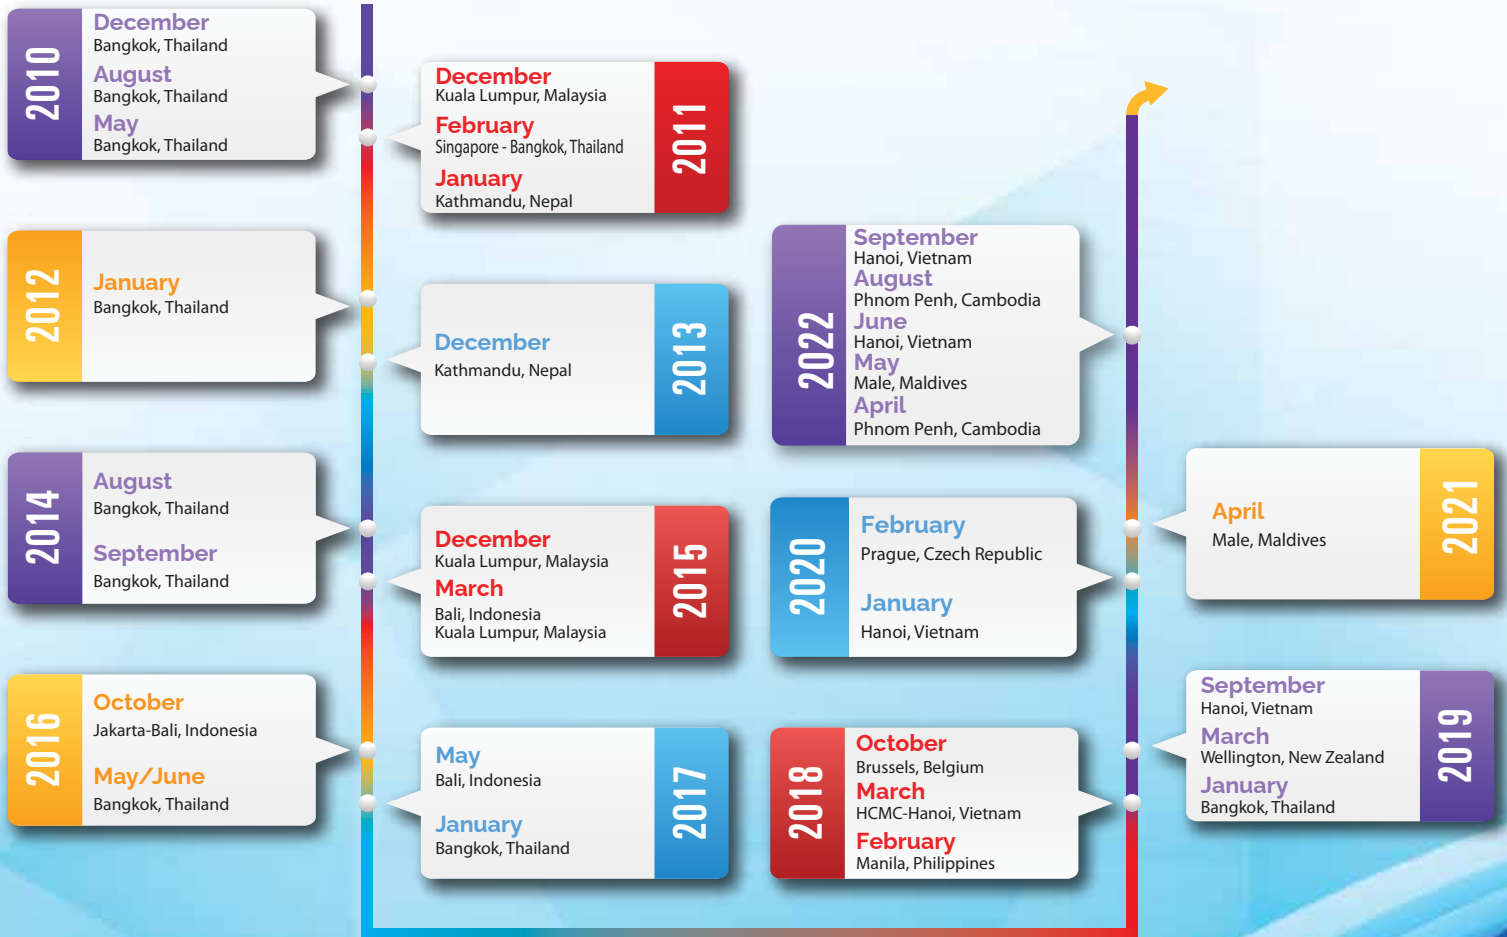 2010
December
Bangkok, Thailand
August
Bangkok, Thailand
May
Bangkok, Thailand
2011
December
Kuala Lumpur, Malaysia
February
Singapore - Bangkok, Thailand
January
Kathmandu, Nepal
2012
January
Bangkok, Thailand
2013
December
Kathmandu, Nepal
2014
August
Bangkok, Thailand
September
Bangkok, Thailand
2015
December
Kuala Lumpur, Malaysia
March
Bali, Indonesia
Kuala Lumpur, Malaysia
2016
October
Jakarta-Bali, Indonesia
May/June
Bangkok, Thailand
2017
May
Bali, Indonesia
January
Bangkok, Thailand
2018
October
Brussels, Belgium
March
HCMC-Hanoi, Vietnam
February
Manila, Philippines
2019
September
Hanoi, Vietnam
March
Wellington, New Zealand
January
Bangkok, Thailand
2020
February
Prague, Czech Republic
January
Hanoi, Vietnam
2021
April
Male, Maldives
2022
September
Hanoi, Vietnam
August
Phnom Penh, Cambodia
June
Hanoi, Vietnam
May
Male, Maldives
April
Phnom Penh, Cambodia